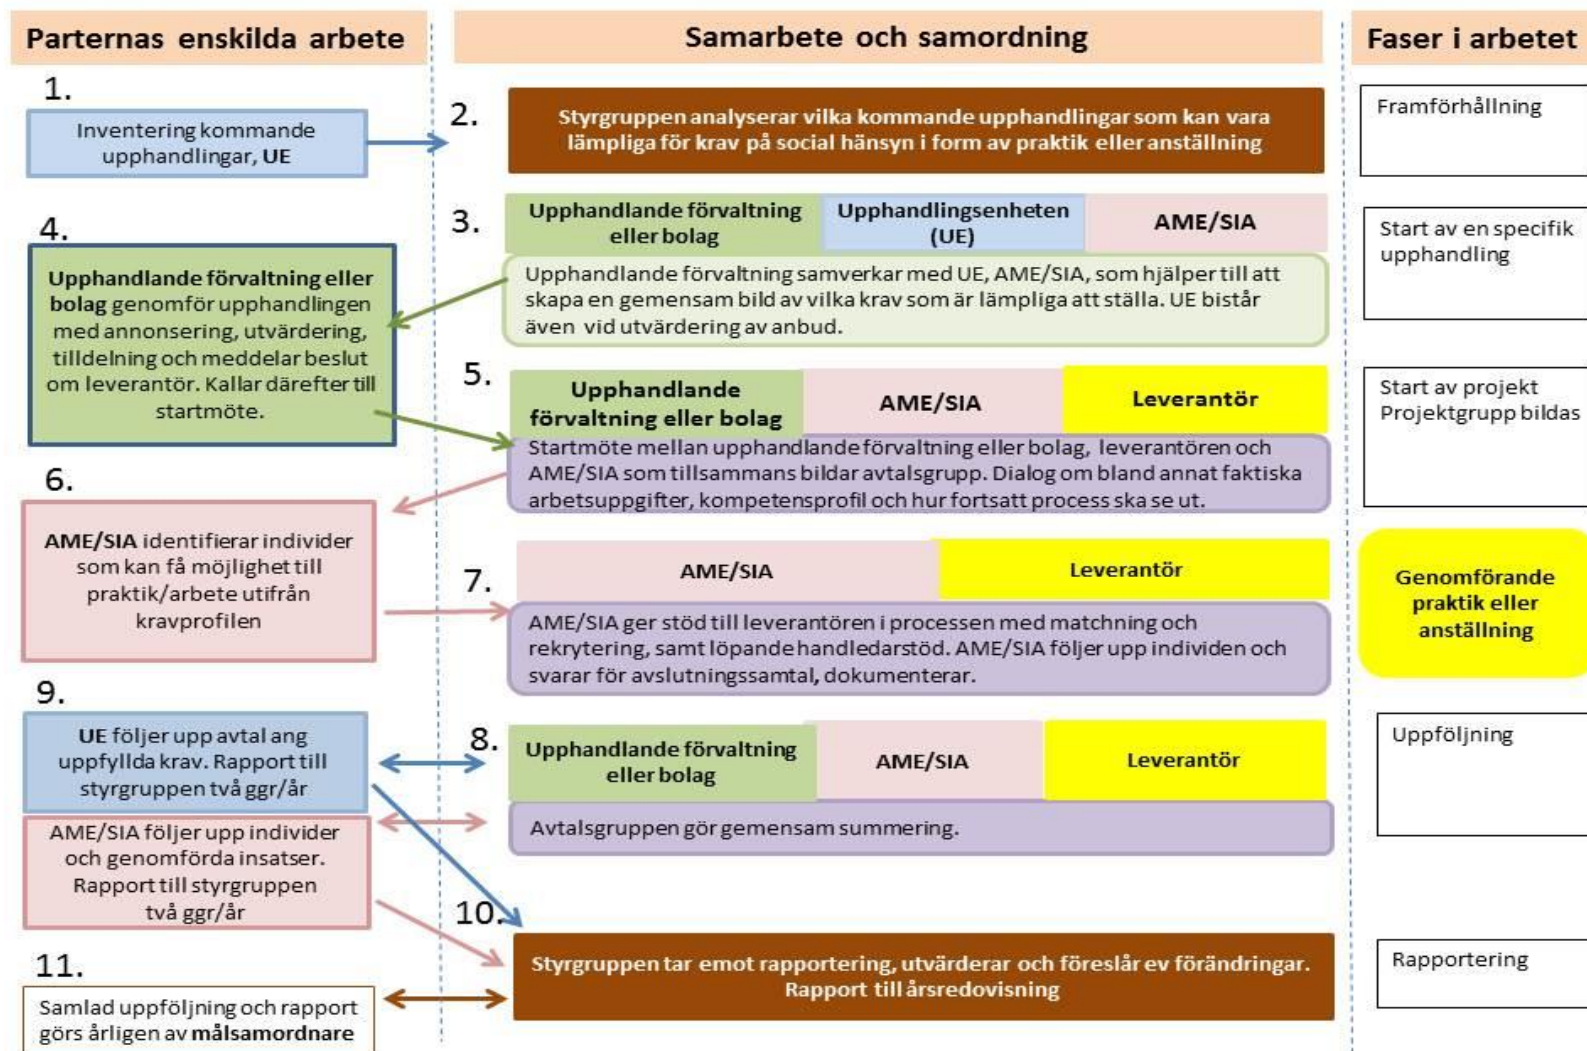 Parternas enskilda arbete
Samarbete och samordning
Faser i arbetet
1.
Inventering kommande
upphandlingar, UE
2.
Styrgruppen analyserar vilka kommande upphandlingar som kan vara
lämpliga för krav på social hänsyn i form av praktik eller anställning
Framförhållning
3.
Upphandlande förvaltning
eller bolag
Upphandlingsenheten
(UE)
AME/SIA
Upphandlande förvaltning samverkar med UE, AME/SIA, som hjälper till att
skapa en gemensam bild av vilka krav som är lämpliga att ställa. UE bistår
även vid utvärdering av anbud.
Start av en specifik
upphandling
4.
Upphandlande förvaltning eller
bolag genomför upphandlingen
med annonsering, utvärdering,
tilldelning och meddelar beslut
om leverantör. Kallar därefter till
startmöte.
5.
Upphandlande
förvaltning eller bolag
AME/SIA
Leverantör
Startmöte mellan upphandlande förvaltning eller bolag, leverantören och
AME/SIA som tillsammans bildar avtalsgrupp. Dialog om bland annat faktiska
arbetsuppgifter, kompetensprofil och hur fortsatt process ska se ut.
Start av projekt
Projektgrupp bildas
6.
AME/SIA identifierar individer
som kan få möjlighet till
praktik/arbete utifrån
kravprofilen
7.
AME/SIA
Leverantör
AME/SIA ger stöd till leverantören i processen med matchning och
rekrytering, samt löpande handledarstöd. AME/SIA följer upp individen och
svarar för avslutningssamtal, dokumenterar.
Genomförande
praktik eller
anställning
9.
UE följer upp avtal ang
uppfyllda krav. Rapport till
styrgruppen två ggr/år
AME/SIA följer upp individer
och genomförda insatser.
Rapport till styrgruppen
två ggr/år
8.
Upphandlande förvaltning
eller bolag
AME/SIA
Leverantör
Avtalsgruppen gör gemensam summering.
Uppföljning
10.
Styrgruppen tar emot rapportering, utvärderar och föreslår ev förändringar.
Rapport till årsredovisning
Rapportering
11.
Samlad uppföljning och rapport
görs årligen av målsamordnare